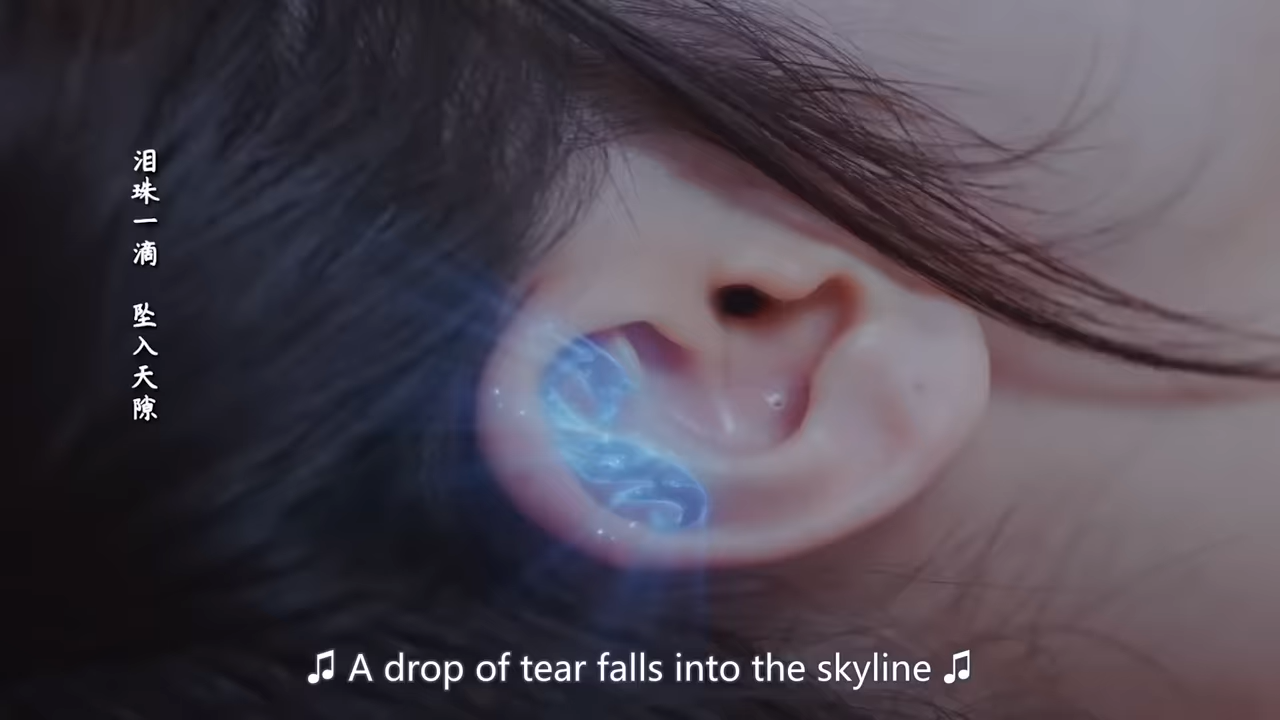 泪珠一滴 坠入天隙
♫ A drop of tear falls into the skyline ♫